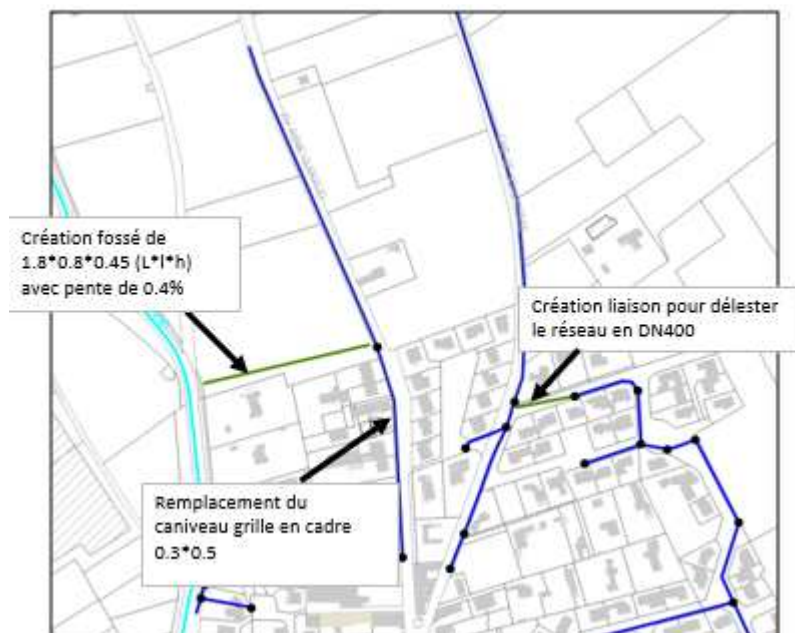 Création fossé de
1.8*0.8*0.45 (L*l*h)
avec pente de 0.4%
Création liaison pour délester
le réseau en DN400
Remplacement du
caniveau grille en cadre
0.3*0.5